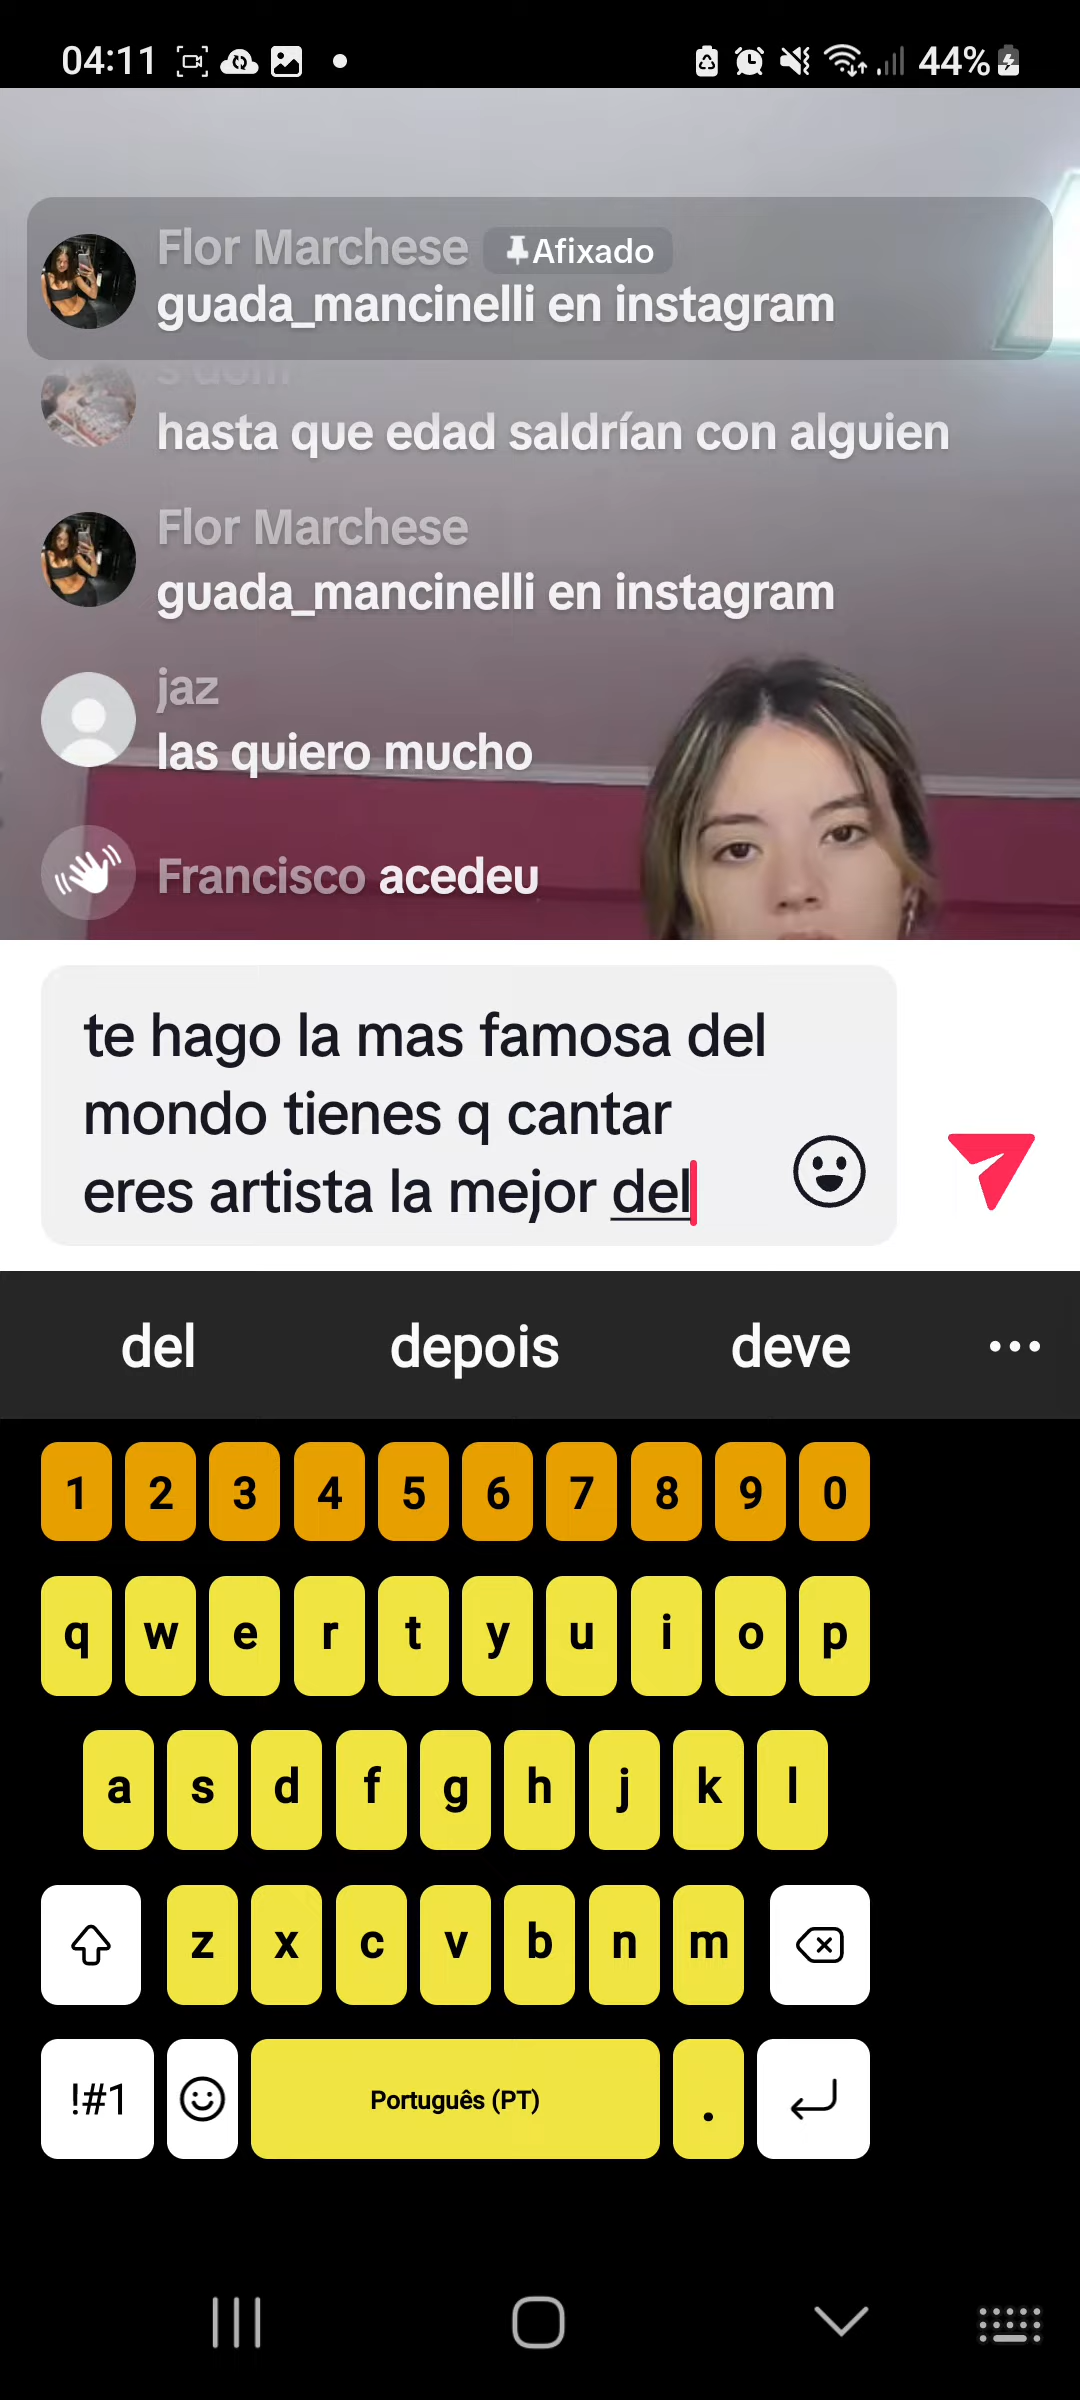 04:11
44%
Flor Marchese Afixado
guada_mancinelli en instagram
hasta que edad saldrían con alguien
Flor Marchese
guada_mancinelli en instagram
jaz
las quiero mucho
Francisco acedeu
te hago la mas famosa del
mondo tienes q cantar
eres artista la mejor del
del depois deve
1 2 3 4 5 6 7 8 9 0
q w e r t y u i o p
a s d f g h j k l
z x c v b n m
!#1 Português (PT) .